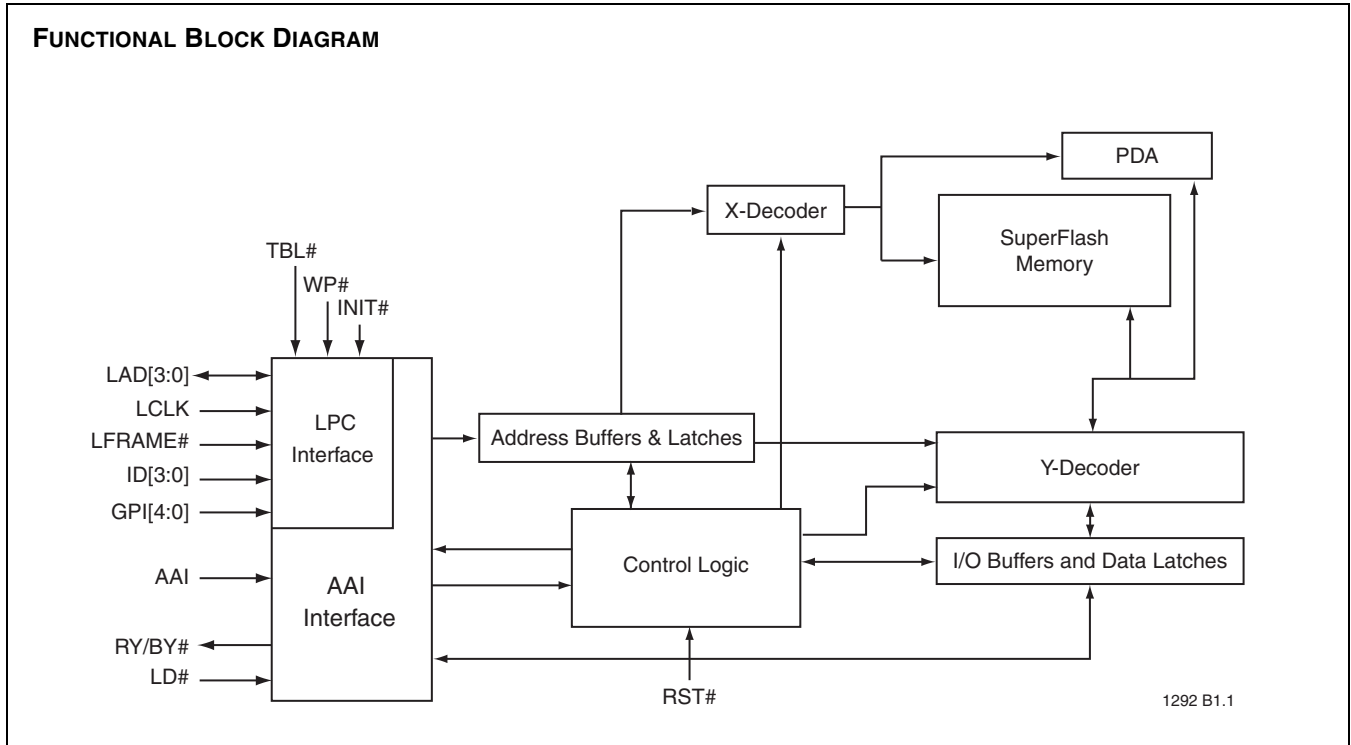 FUNCTIONAL BLOCK DIAGRAM
PDA
X-Decoder
SuperFlash
Memory
TBL#
WP#
INIT#
LAD[3:0]
LCLK
LFRAME#
ID[3:0]
GPI[4:0]
LPC
Interface
Address Buffers & Latches
Y-Decoder
Control Logic
I/O Buffers and Data Latches
AAI
AAI
Interface
RY/BY#
LD#
RST#
1292 B1.1